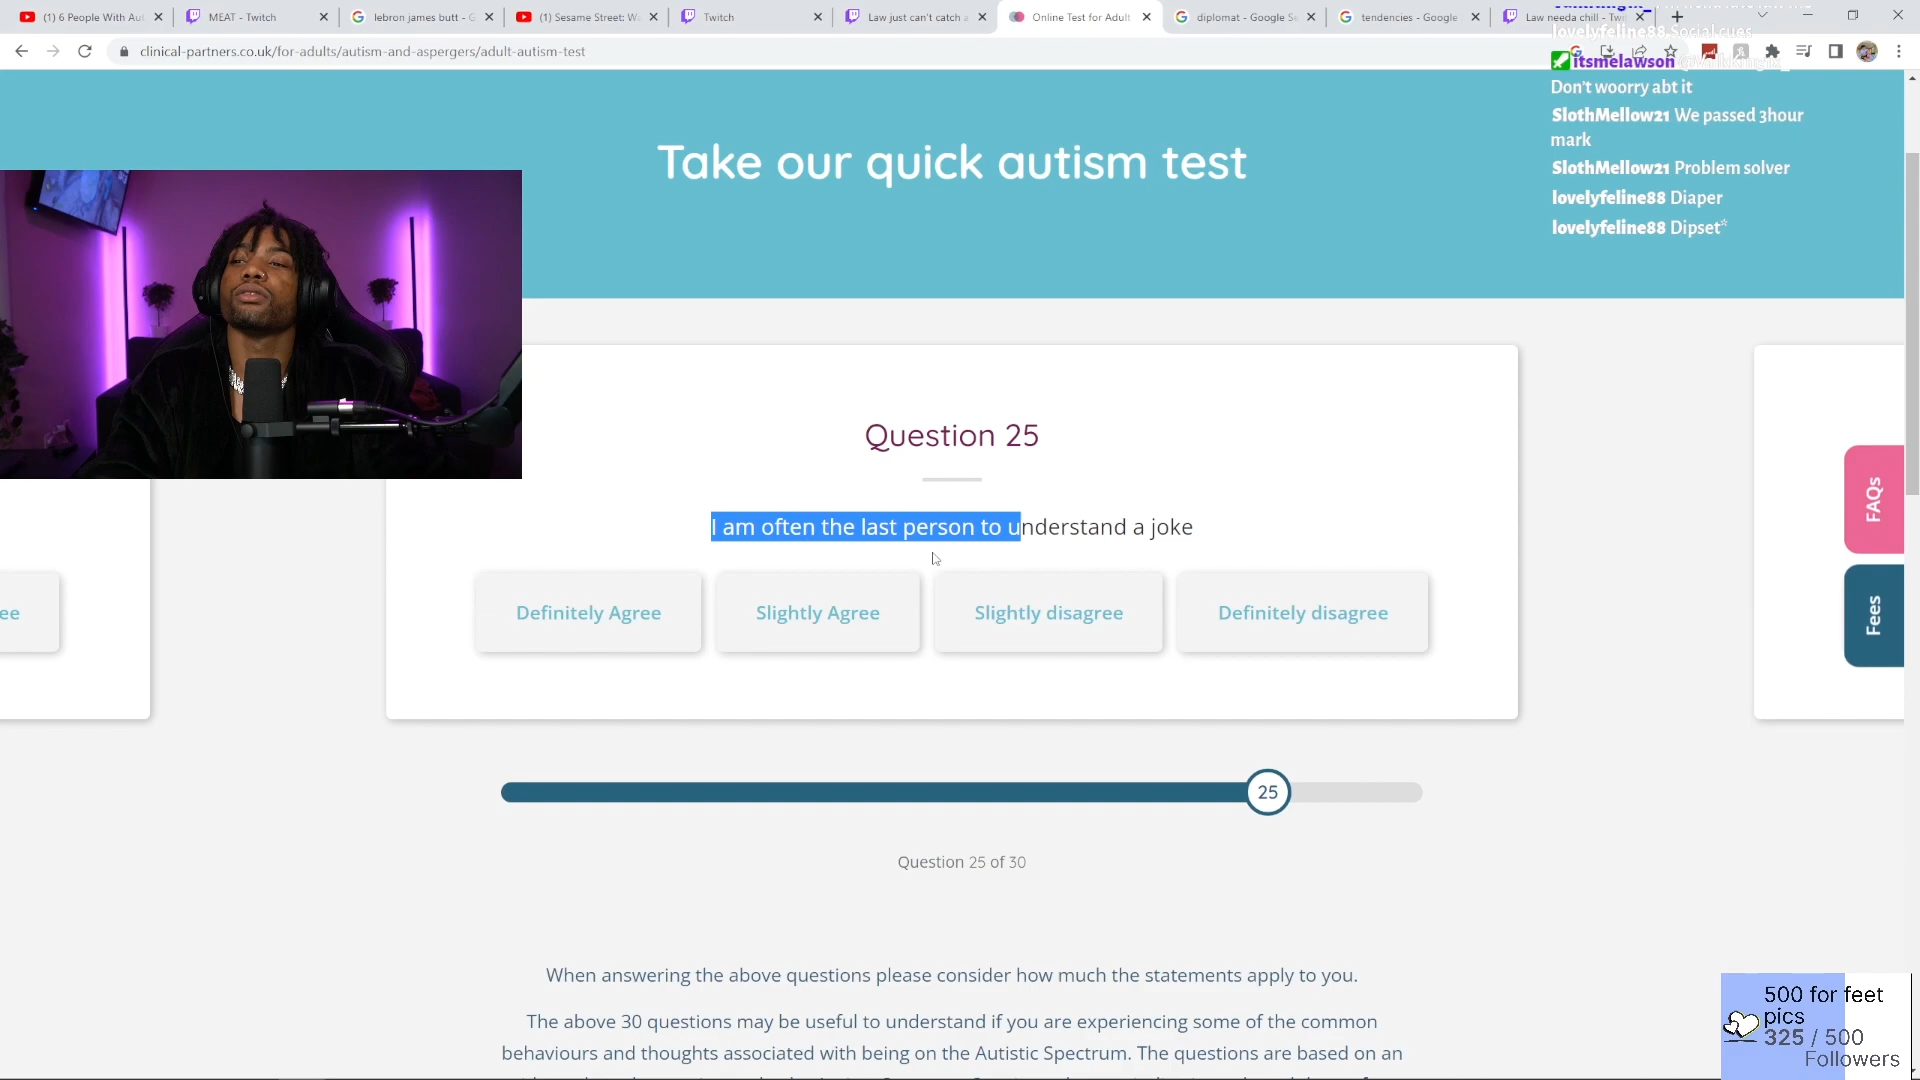 (1) 6 People With Aut
MEAT - Twitch
lebron james butt - G
(1) Sesame Street: W
Twitch
Law just can't catch a
Online Test for Adult
diplomat - Google Se
tendencies - Google
Law needa chill - Twi
clinical-partners.co.uk/for-adults/autism-and-aspergers/adult-autism-test
lovelyfeline88 Social cues
itsmelawson
Don't woorry abt it
SlothMellow21 We passed 3hour
mark
SlothMellow21 Problem solver
lovelyfeline88 Diaper
lovelyfeline88 Dipset*
Take our quick autism test
Question 25
I am often the last person to understand a joke
ee
Definitely Agree
Slightly Agree
Slightly disagree
Definitely disagree
FAQs
Fees
25
Question 25 of 30
When answering the above questions please consider how much the statements apply to you.
The above 30 questions may be useful to understand if you are experiencing some of the common
behaviours and thoughts associated with being on the Autistic Spectrum. The questions are based on an
500 for feet
pics
325 / 500
Followers